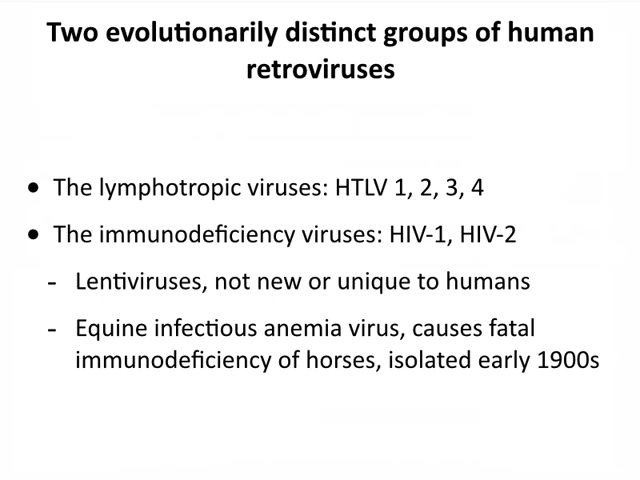 Two evolutionarily distinct groups of human
retroviruses
• The lymphotropic viruses: HTLV 1, 2, 3, 4
• The immunodeficiency viruses: HIV-1, HIV-2
- Lentiviruses, not new or unique to humans
- Equine infectious anemia virus, causes fatal
immunodeficiency of horses, isolated early 1900s